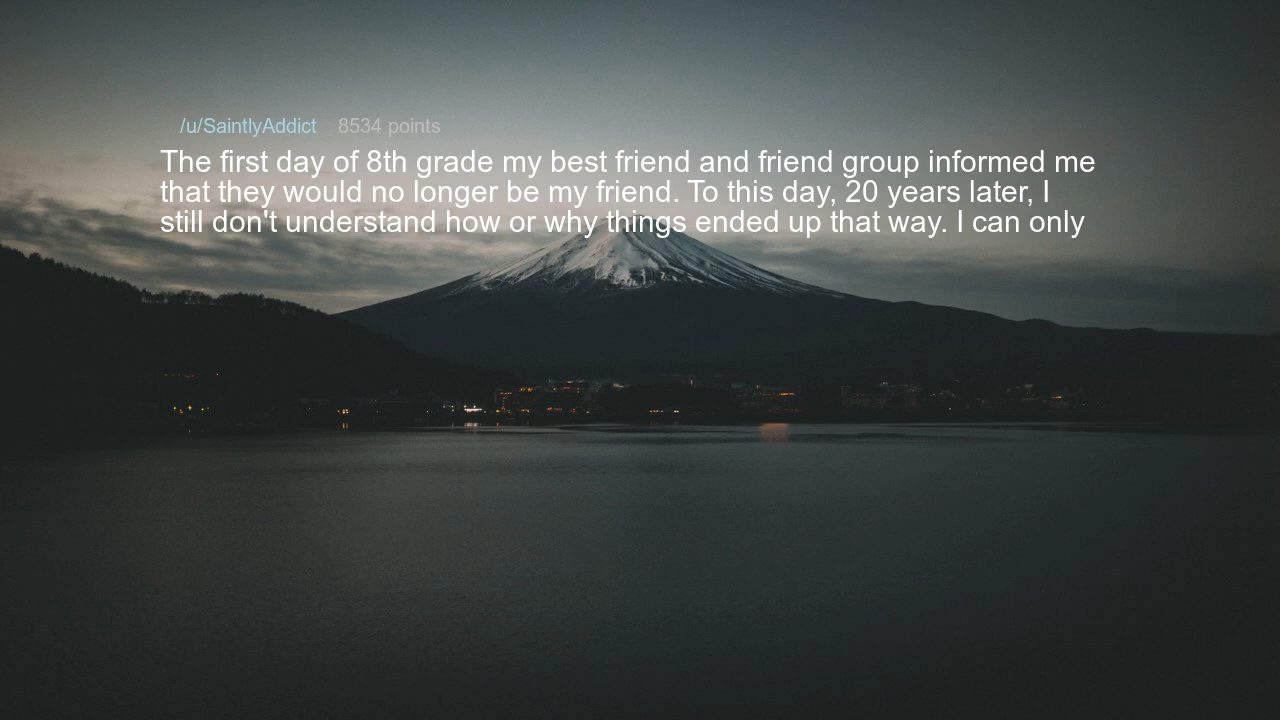 /u/SaintlyAddict 8534 points
The first day of 8th grade my best friend and friend group informed me
that they would no longer be my friend. To this day, 20 years later, I
still don't understand how or why things ended up that way. I can only